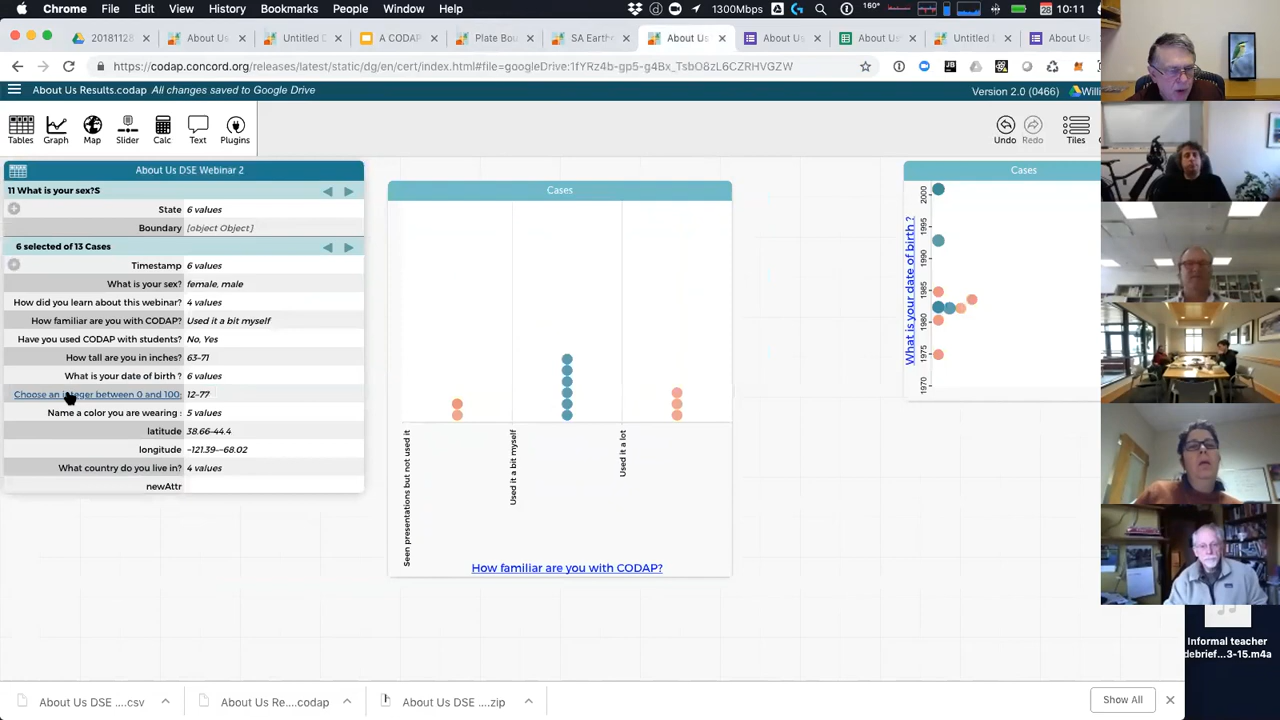 Chrome File Edit View History Bookmarks People Window Help 1300Mbps 160° 28 10:11
20181128 Untitled D A CODAP Plate Bou SA Earth About Us About Us About Us Untitled About Us
https://codap.concord.org/releases/latest/static/dg/en/cert/index.html#file=googleDrive:1fYRz4b-gp5-g4Bx_TsbO8zL6CZRHVGZW
About Us Results.codap All changes saved to Google Drive Version 2.0 (0466) Willi
Tables Graph Map Slider Calc Text Plugins Undo Redo Tiles
About Us DSE Webinar 2
11 What is your sex?S
State 6 values
Boundary [object Object]
6 selected of 13 Cases
Timestamp 6 values
What is your sex? female, male
How did you learn about this webinar? 4 values
How familiar are you with CODAP? Used it a bit myself
Have you used CODAP with students? No, Yes
How tall are you in inches? 63–71
What is your date of birth ? 6 values
Choose an integer between 0 and 100: 12–77
Name a color you are wearing : 5 values
latitude 38.66–44.4
longitude −121.39–−68.02
What country do you live in? 4 values
newAttr
Cases
Seen presentations but not used it
Used it a bit myself
Used it a lot
How familiar are you with CODAP?
Cases
What is your date of birth ?
2000
1995
1990
1985
1980
1975
1970
Informal teacher
debrief...3-15.m4a
About Us DSE ....csv About Us Re....codap About Us DSE ....zip Show All